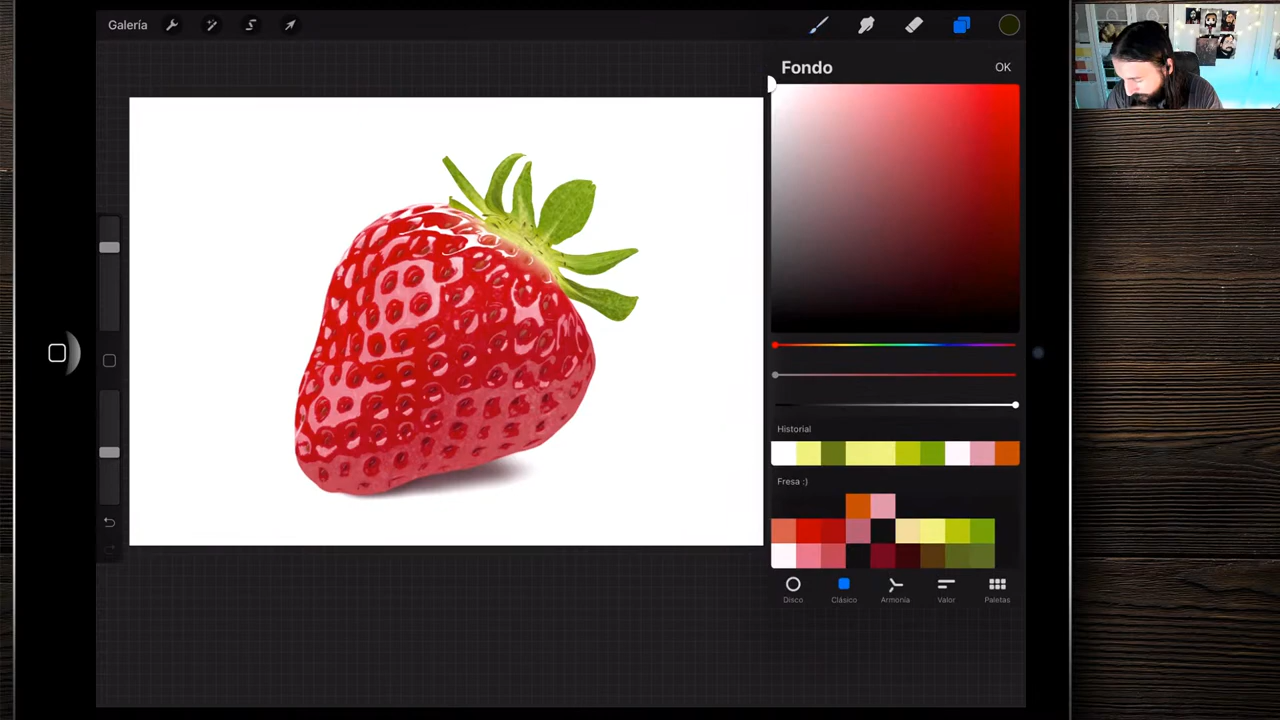 Galería
Fondo
OK
Historial
Fresa :)
Disco
Clásico
Armonía
Valor
Paletas